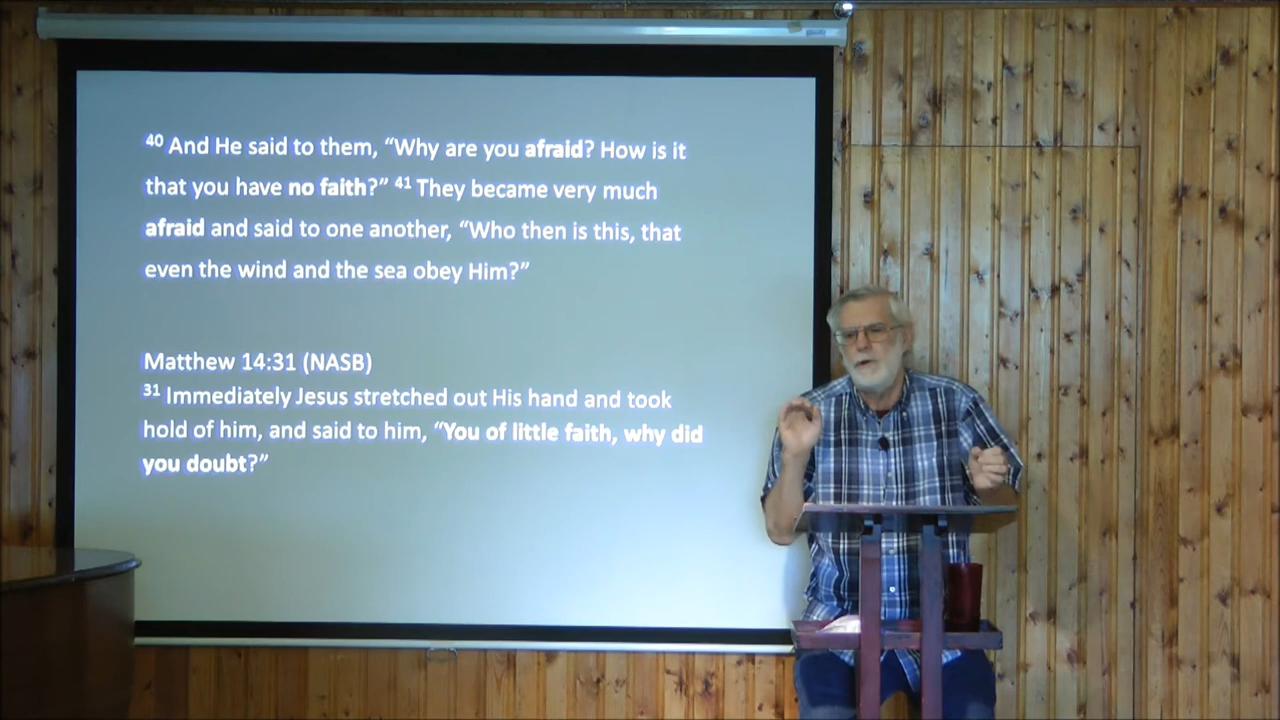 40 And He said to them, “Why are you afraid? How is it
that you have no faith?” 41 They became very much
afraid and said to one another, “Who then is this, that
even the wind and the sea obey Him?”
Matthew 14:31 (NASB)
31 Immediately Jesus stretched out His hand and took
hold of him, and said to him, “You of little faith, why did
you doubt?”